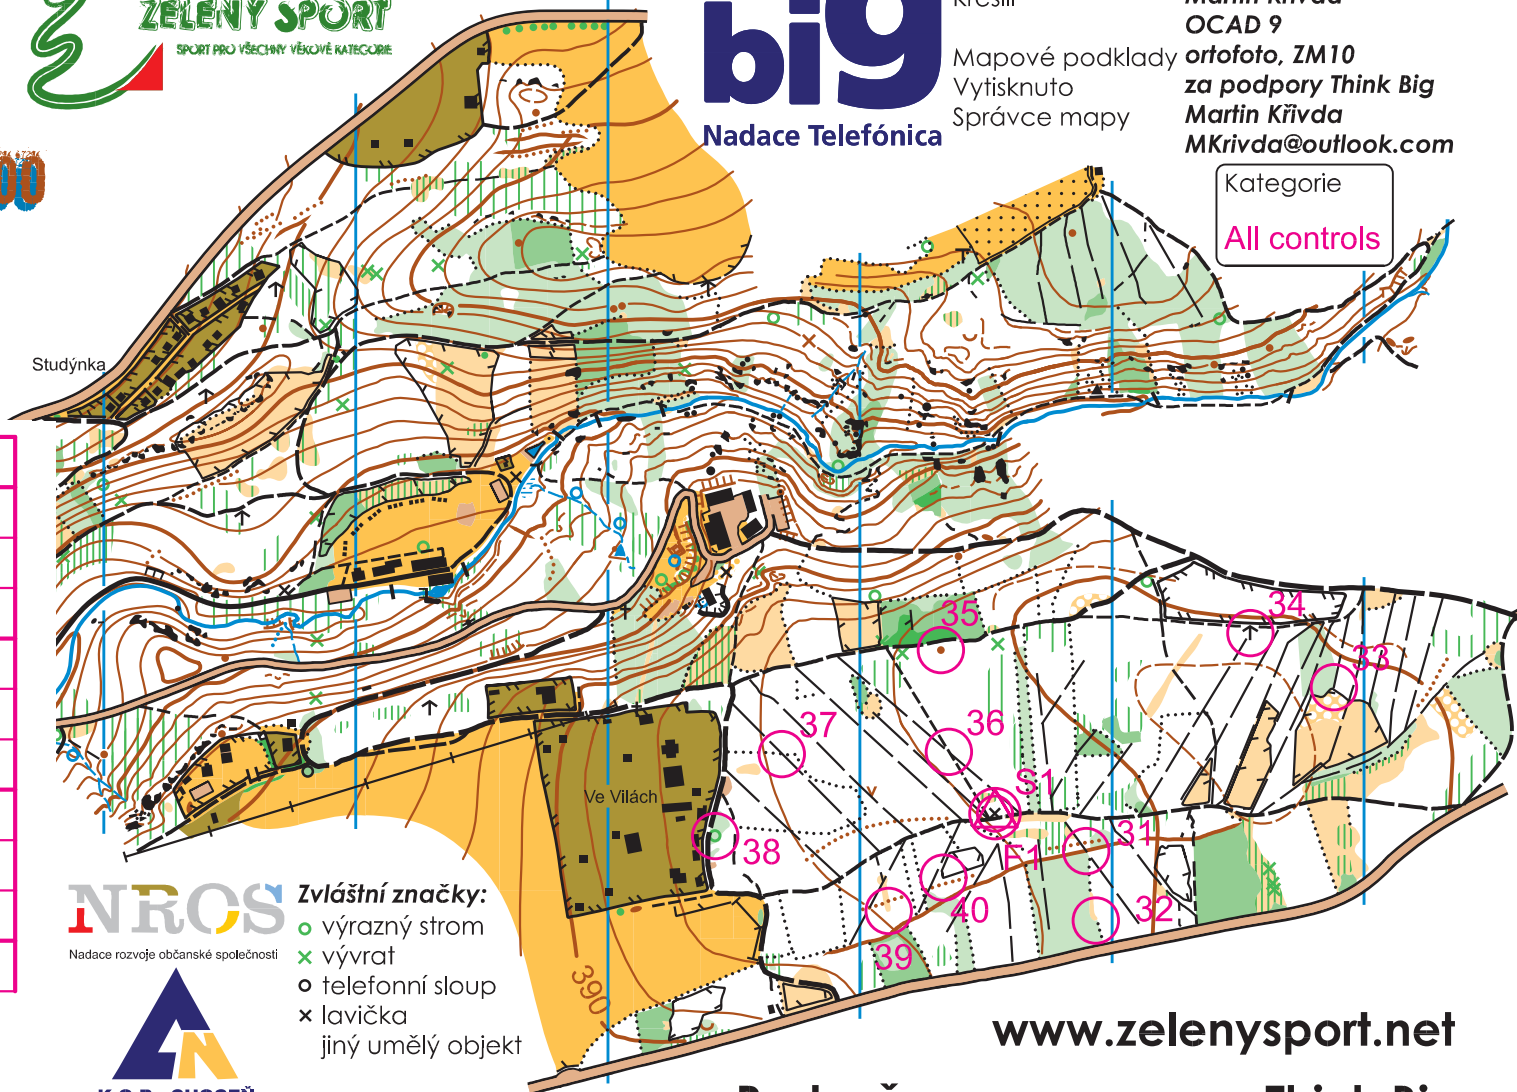 ZELENÝ SPORT
SPORT PRO VŠECHNY VĚKOVÉ KATEGORIE
big
Nadace Telefónica
Kreslil
Martin Křivda
OCAD 9
Mapové podklady
ortofoto, ZM10
Vytisknuto
za podpory Think Big
Správce mapy
Martin Křivda
MKrivda@outlook.com
Kategorie
All controls
Studýnka
34
35
33
37
36
S1
Ve Vilách
31
38
F1
40
32
39
390
NROS
Nadace rozvoje občanské společnosti
Zvláštní značky:
výrazný strom
vývrat
telefonní sloup
lavička
jiný umělý objekt
www.zelenysport.net